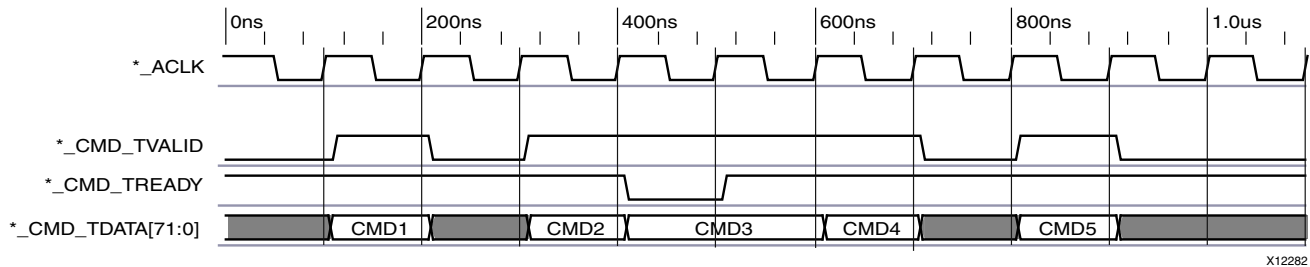 0ns 200ns 400ns 600ns 800ns 1.0us
*_ACLK
*_CMD_TVALID
*_CMD_TREADY
*_CMD_TDATA[71:0] CMD1 CMD2 CMD3 CMD4 CMD5
X12282